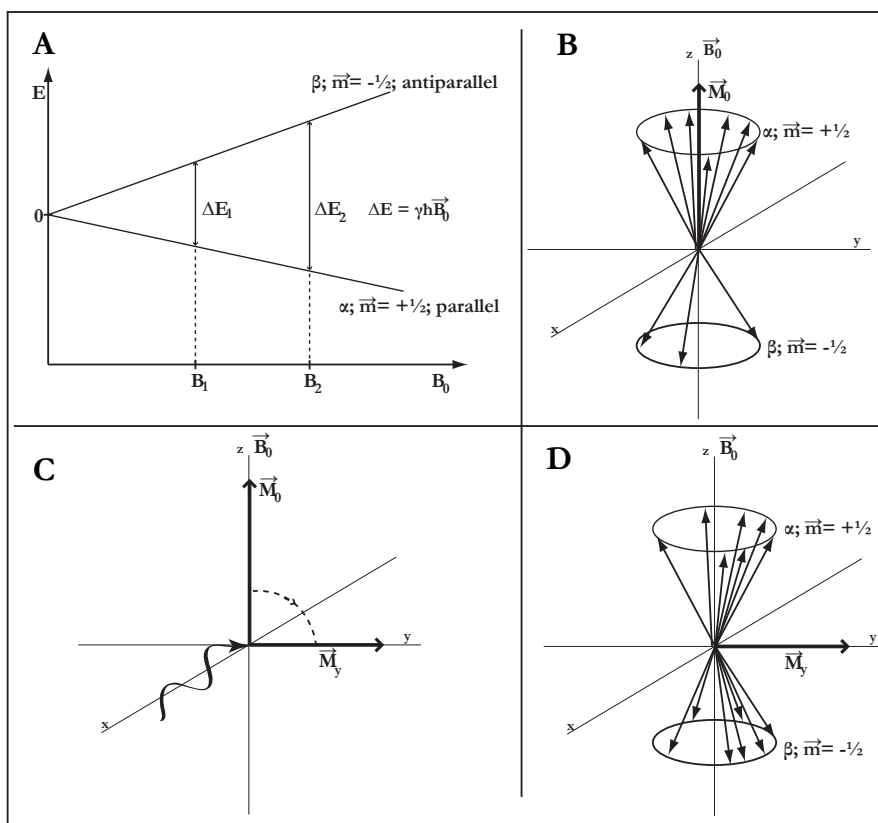 A
E
β; m⃗= -½; antiparallel
0
ΔE₁
ΔE₂
ΔE = γħB⃗₀
α; m⃗= +½; parallel
B₁
B₂
B₀
B
z B⃗₀
M⃗₀
α; m⃗= +½
y
x
β; m⃗= -½
C
z B⃗₀
M⃗₀
y
M⃗y
x
D
z B⃗₀
α; m⃗= +½
y
M⃗y
x
β; m⃗= -½